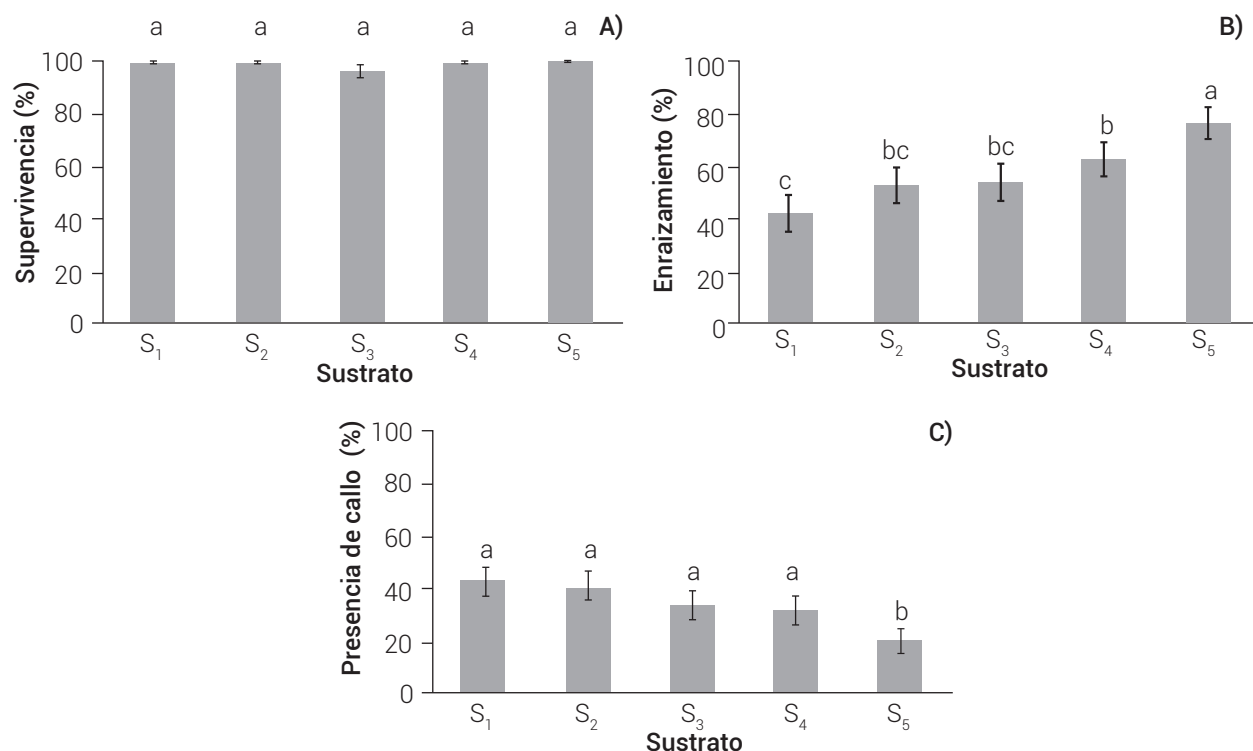 a a a a a A)
Supervivencia (%)
100
80
60
40
20
0
S1 S2 S3 S4 S5
Sustrato
B)
Enraizamiento (%)
100
80
60
40
20
0
c bc bc b a
S1 S2 S3 S4 S5
Sustrato
C)
Presencia de callo (%)
100
80
60
40
20
0
a a a a b
S1 S2 S3 S4 S5
Sustrato